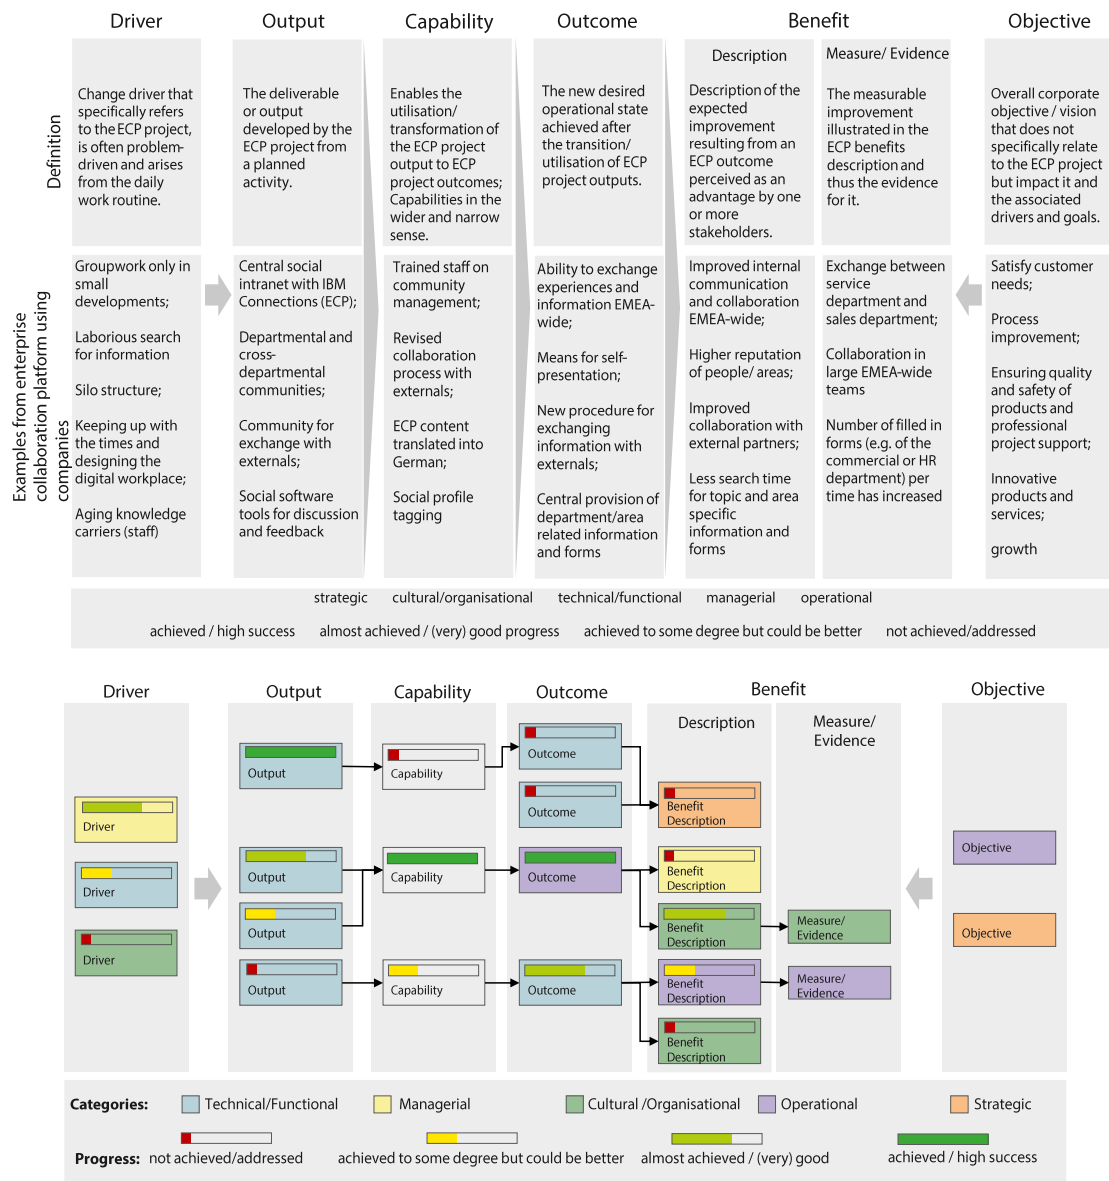 Driver
Output
Capability
Outcome
Benefit
Objective
Description
Measure/ Evidence
Definition
Change driver that
specifically refers
to the ECP project,
is often problem-
driven and arises
from the daily
work routine.
The deliverable
or output
developed by the
ECP project from
a planned
activity.
Enables the
utilisation/
transformation of
the ECP project
output to ECP
project outcomes;
Capabilities in the
wider and narrow
sense.
The new desired
operational state
achieved after
the transition/
utilisation of ECP
project outputs.
Description of the
expected
improvement
resulting from an
ECP outcome
perceived as an
advantage by one
or more
stakeholders.
The measurable
improvement
illustrated in the
ECP benefits
description and
thus the evidence
for it.
Overall corporate
objective / vision
that does not
specifically relate
to the ECP project
but impact it and
the associated
drivers and goals.
Examples from enterprise
collaboration platform using
companies
Groupwork only in
small
developments;
Laborious search
for information
Silo structure;
Keeping up with
the times and
designing the
digital workplace;
Aging knowledge
carriers (staff)
Central social
intranet with IBM
Connections (ECP);
Departmental and
cross-
departmental
communities;
Community for
exchange with
externals;
Social software
tools for discussion
and feedback
Trained staff on
community
management;
Revised
collaboration
process with
externals;
ECP content
translated into
German;
Social profile
tagging
Ability to exchange
experiences and
information EMEA-
wide;
Means for self-
presentation;
New procedure for
exchanging
information with
externals;
Central provision of
department/area
related information
and forms
Improved internal
communication
and collaboration
EMEA-wide;
Higher reputation
of people/ areas;
Improved
collaboration with
external partners;
Less search time
for topic and area
specific
information and
forms
Exchange between
service
department and
sales department;
Collaboration in
large EMEA-wide
teams
Number of filled in
forms (e.g. of the
commercial or HR
department) per
time has increased
Satisfy customer
needs;
Process
improvement;
Ensuring quality
and safety of
products and
professional
project support;
Innovative
products and
services;
growth
strategic cultural/organisational technical/functional managerial operational
achieved / high success almost achieved / (very) good progress achieved to some degree but could be better not achieved/addressed
Driver
Output
Capability
Outcome
Benefit
Objective
Description
Measure/
Evidence
Driver
Driver
Driver
Output
Output
Output
Output
Capability
Capability
Capability
Outcome
Outcome
Outcome
Outcome
Benefit
Description
Benefit
Description
Benefit
Description
Benefit
Description
Benefit
Description
Measure/
Evidence
Measure/
Evidence
Objective
Objective
Categories: Technical/Functional Managerial Cultural /Organisational Operational Strategic
Progress: not achieved/addressed achieved to some degree but could be better almost achieved / (very) good achieved / high success